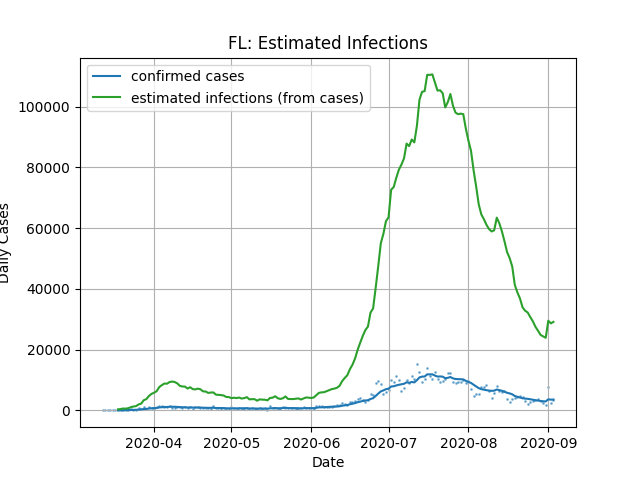 FL: Estimated Infections
confirmed cases
estimated infections (from cases)
100000
80000
60000
40000
20000
0
Daily Cases
2020-04
2020-05
2020-06
2020-07
2020-08
2020-09
Date